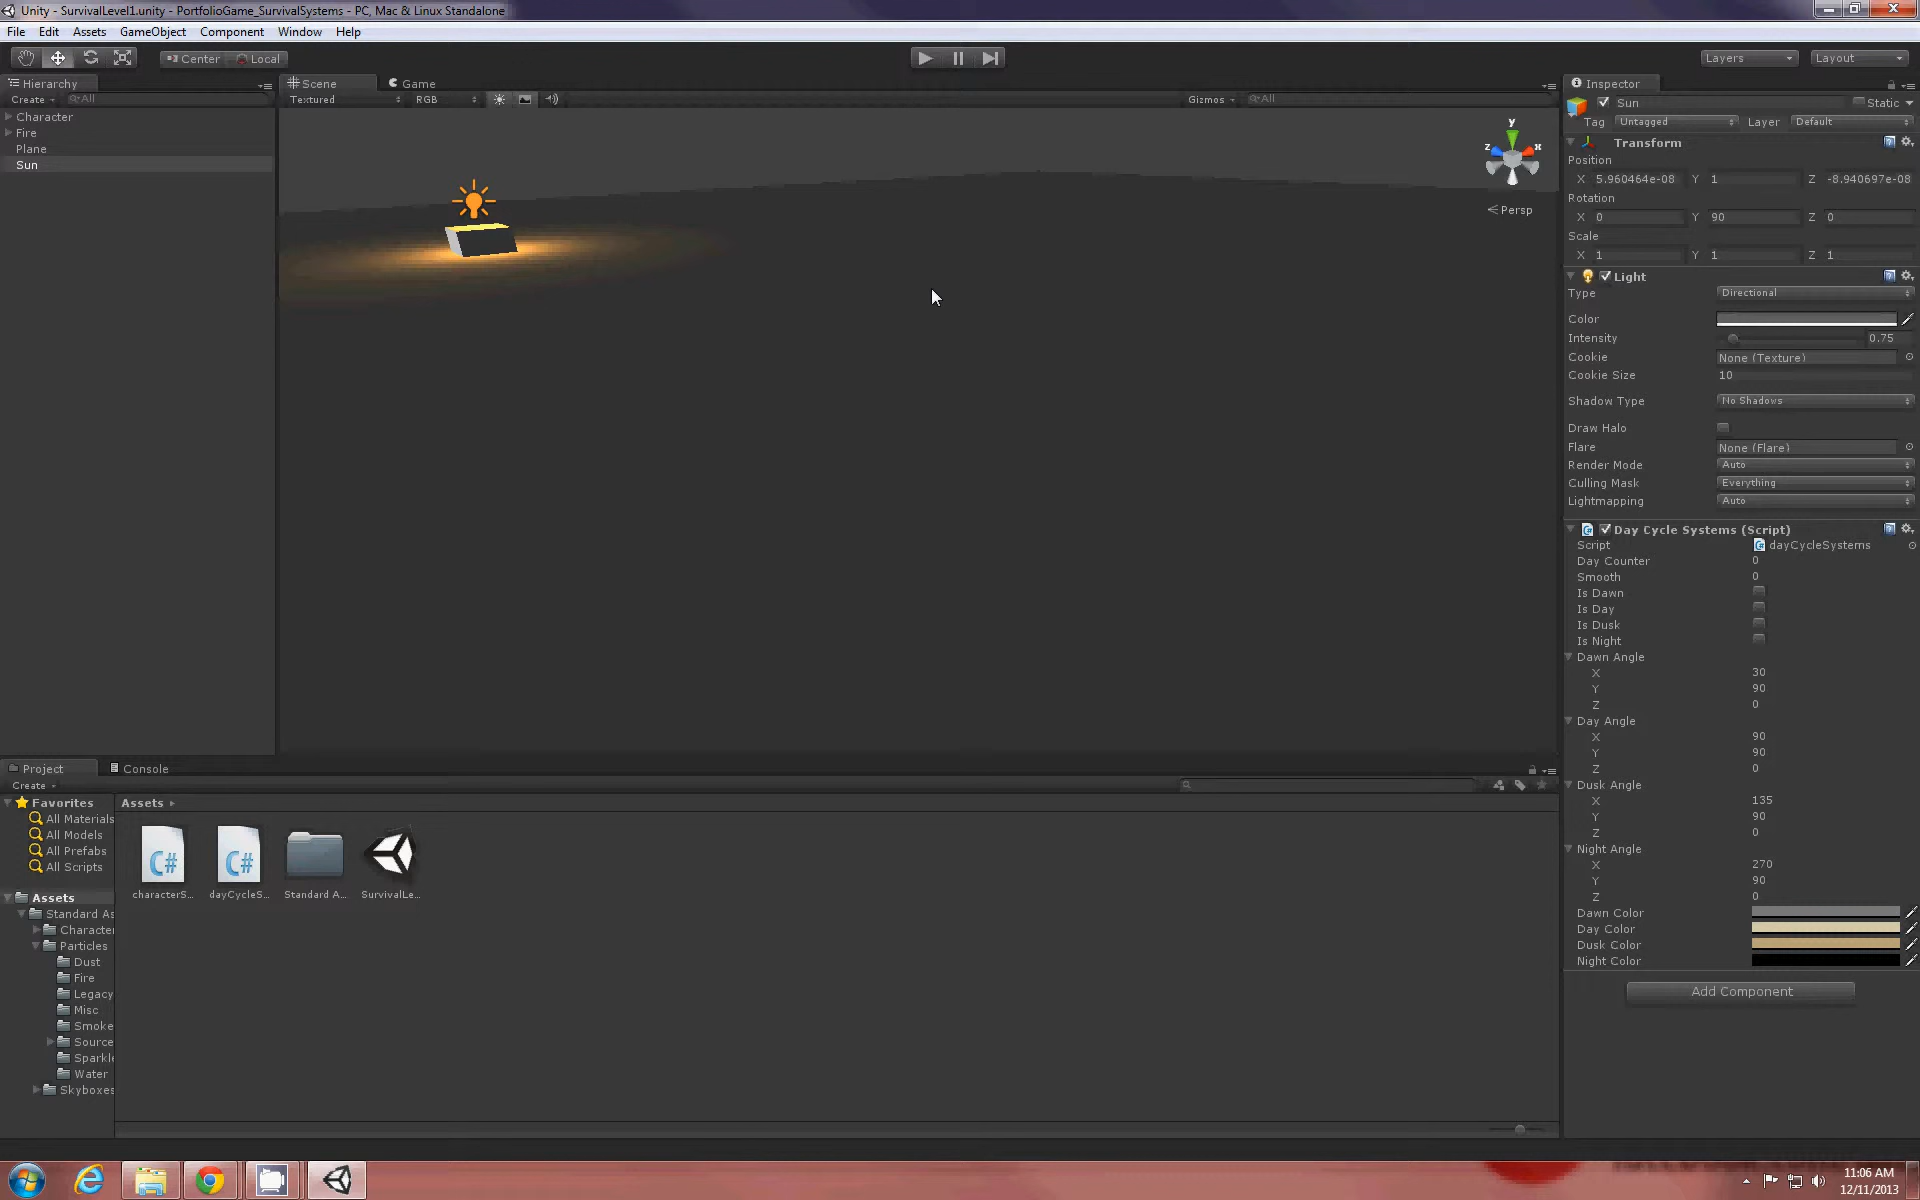 Unity - SurvivalLevel1.unity - PortfolioGame_SurvivalSystems - PC, Mac & Linux Standalone
File Edit Assets GameObject Component Window Help
Center Local Layers Layout
Hierarchy
Create All
Character
Fire
Plane
Sun
Scene Game
Textured RGB Gizmos All
y
z x
Persp
Inspector
Sun Static
Tag Untagged Layer Default
Transform
Position
X 5.960464e-08 Y 1 Z -8.940697e-08
Rotation
X 0 Y 90 Z 0
Scale
X 1 Y 1 Z 1
Light
Type Directional
Color
Intensity 0.75
Cookie None (Texture)
Cookie Size 10
Shadow Type No Shadows
Draw Halo
Flare None (Flare)
Render Mode Auto
Culling Mask Everything
Lightmapping Auto
Day Cycle Systems (Script)
Script dayCycleSystems
Day Counter 0
Smooth 0
Is Dawn
Is Day
Is Dusk
Is Night
Dawn Angle
X 30
Y 90
Z 0
Day Angle
X 90
Y 90
Z 0
Dusk Angle
X 135
Y 90
Z 0
Night Angle
X 270
Y 90
Z 0
Dawn Color
Day Color
Dusk Color
Night Color
Add Component
Project Console
Create
Favorites
All Materials
All Models
All Prefabs
All Scripts
Assets
Standard As
Character
Particles
Dust
Fire
Legacy
Misc
Smoke
Source
Sparkle
Water
Skyboxes
Assets
C# C#
characterS... dayCycleS... Standard A... SurvivalLe...
11:06 AM
12/11/2013